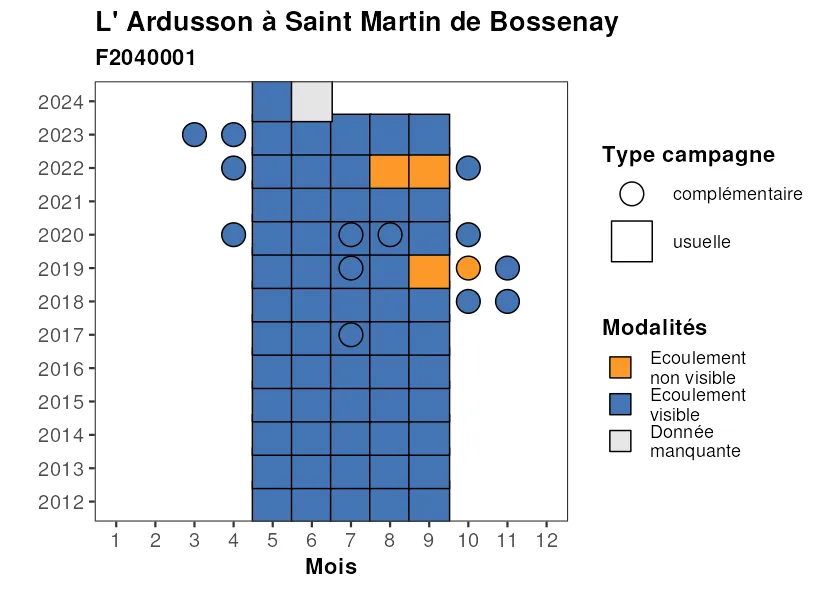 L' Ardusson à Saint Martin de Bossenay
F2040001
2024
2023
2022
2021
2020
2019
2018
2017
2016
2015
2014
2013
2012
1 2 3 4 5 6 7 8 9 10 11 12
Mois
Type campagne
complémentaire
usuelle
Modalités
Ecoulement
non visible
Ecoulement
visible
Donnée
manquante